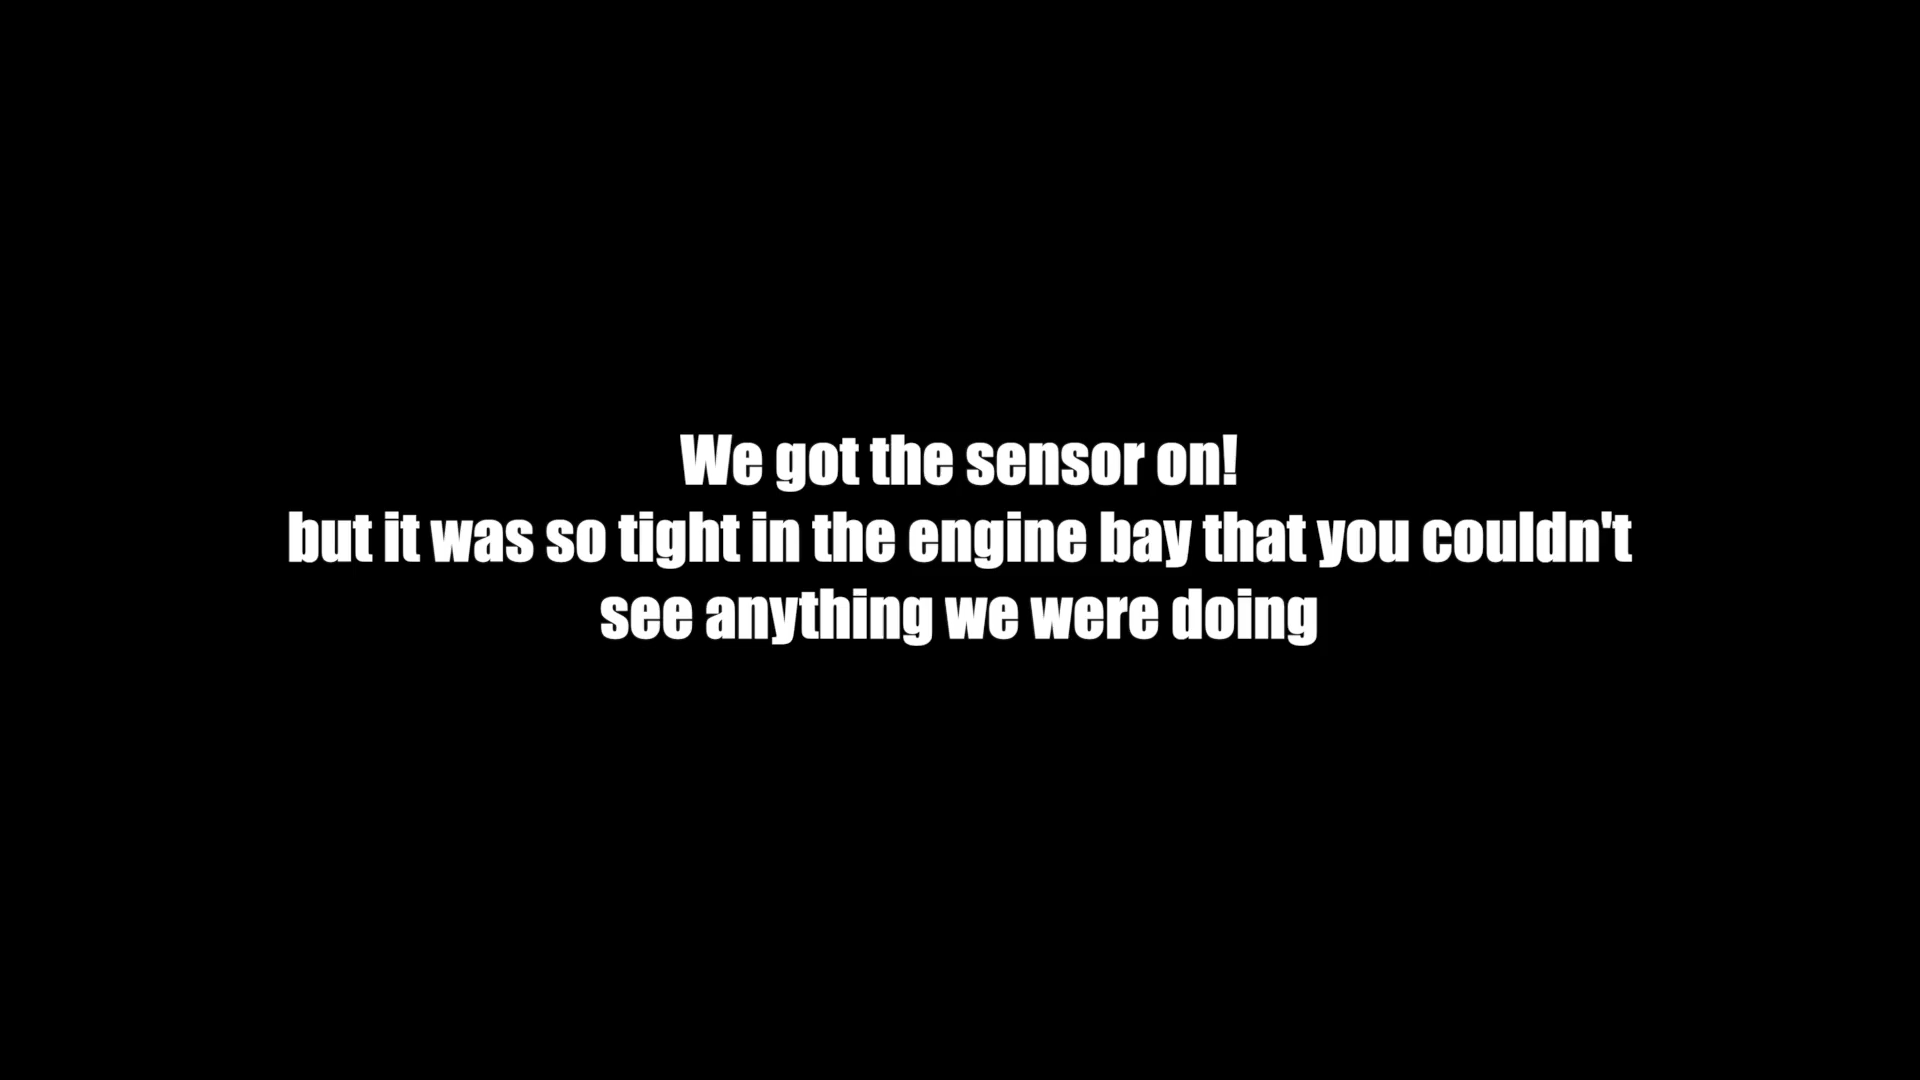 We got the sensor on!
but it was so tight in the engine bay that you couldn't
see anything we were doing